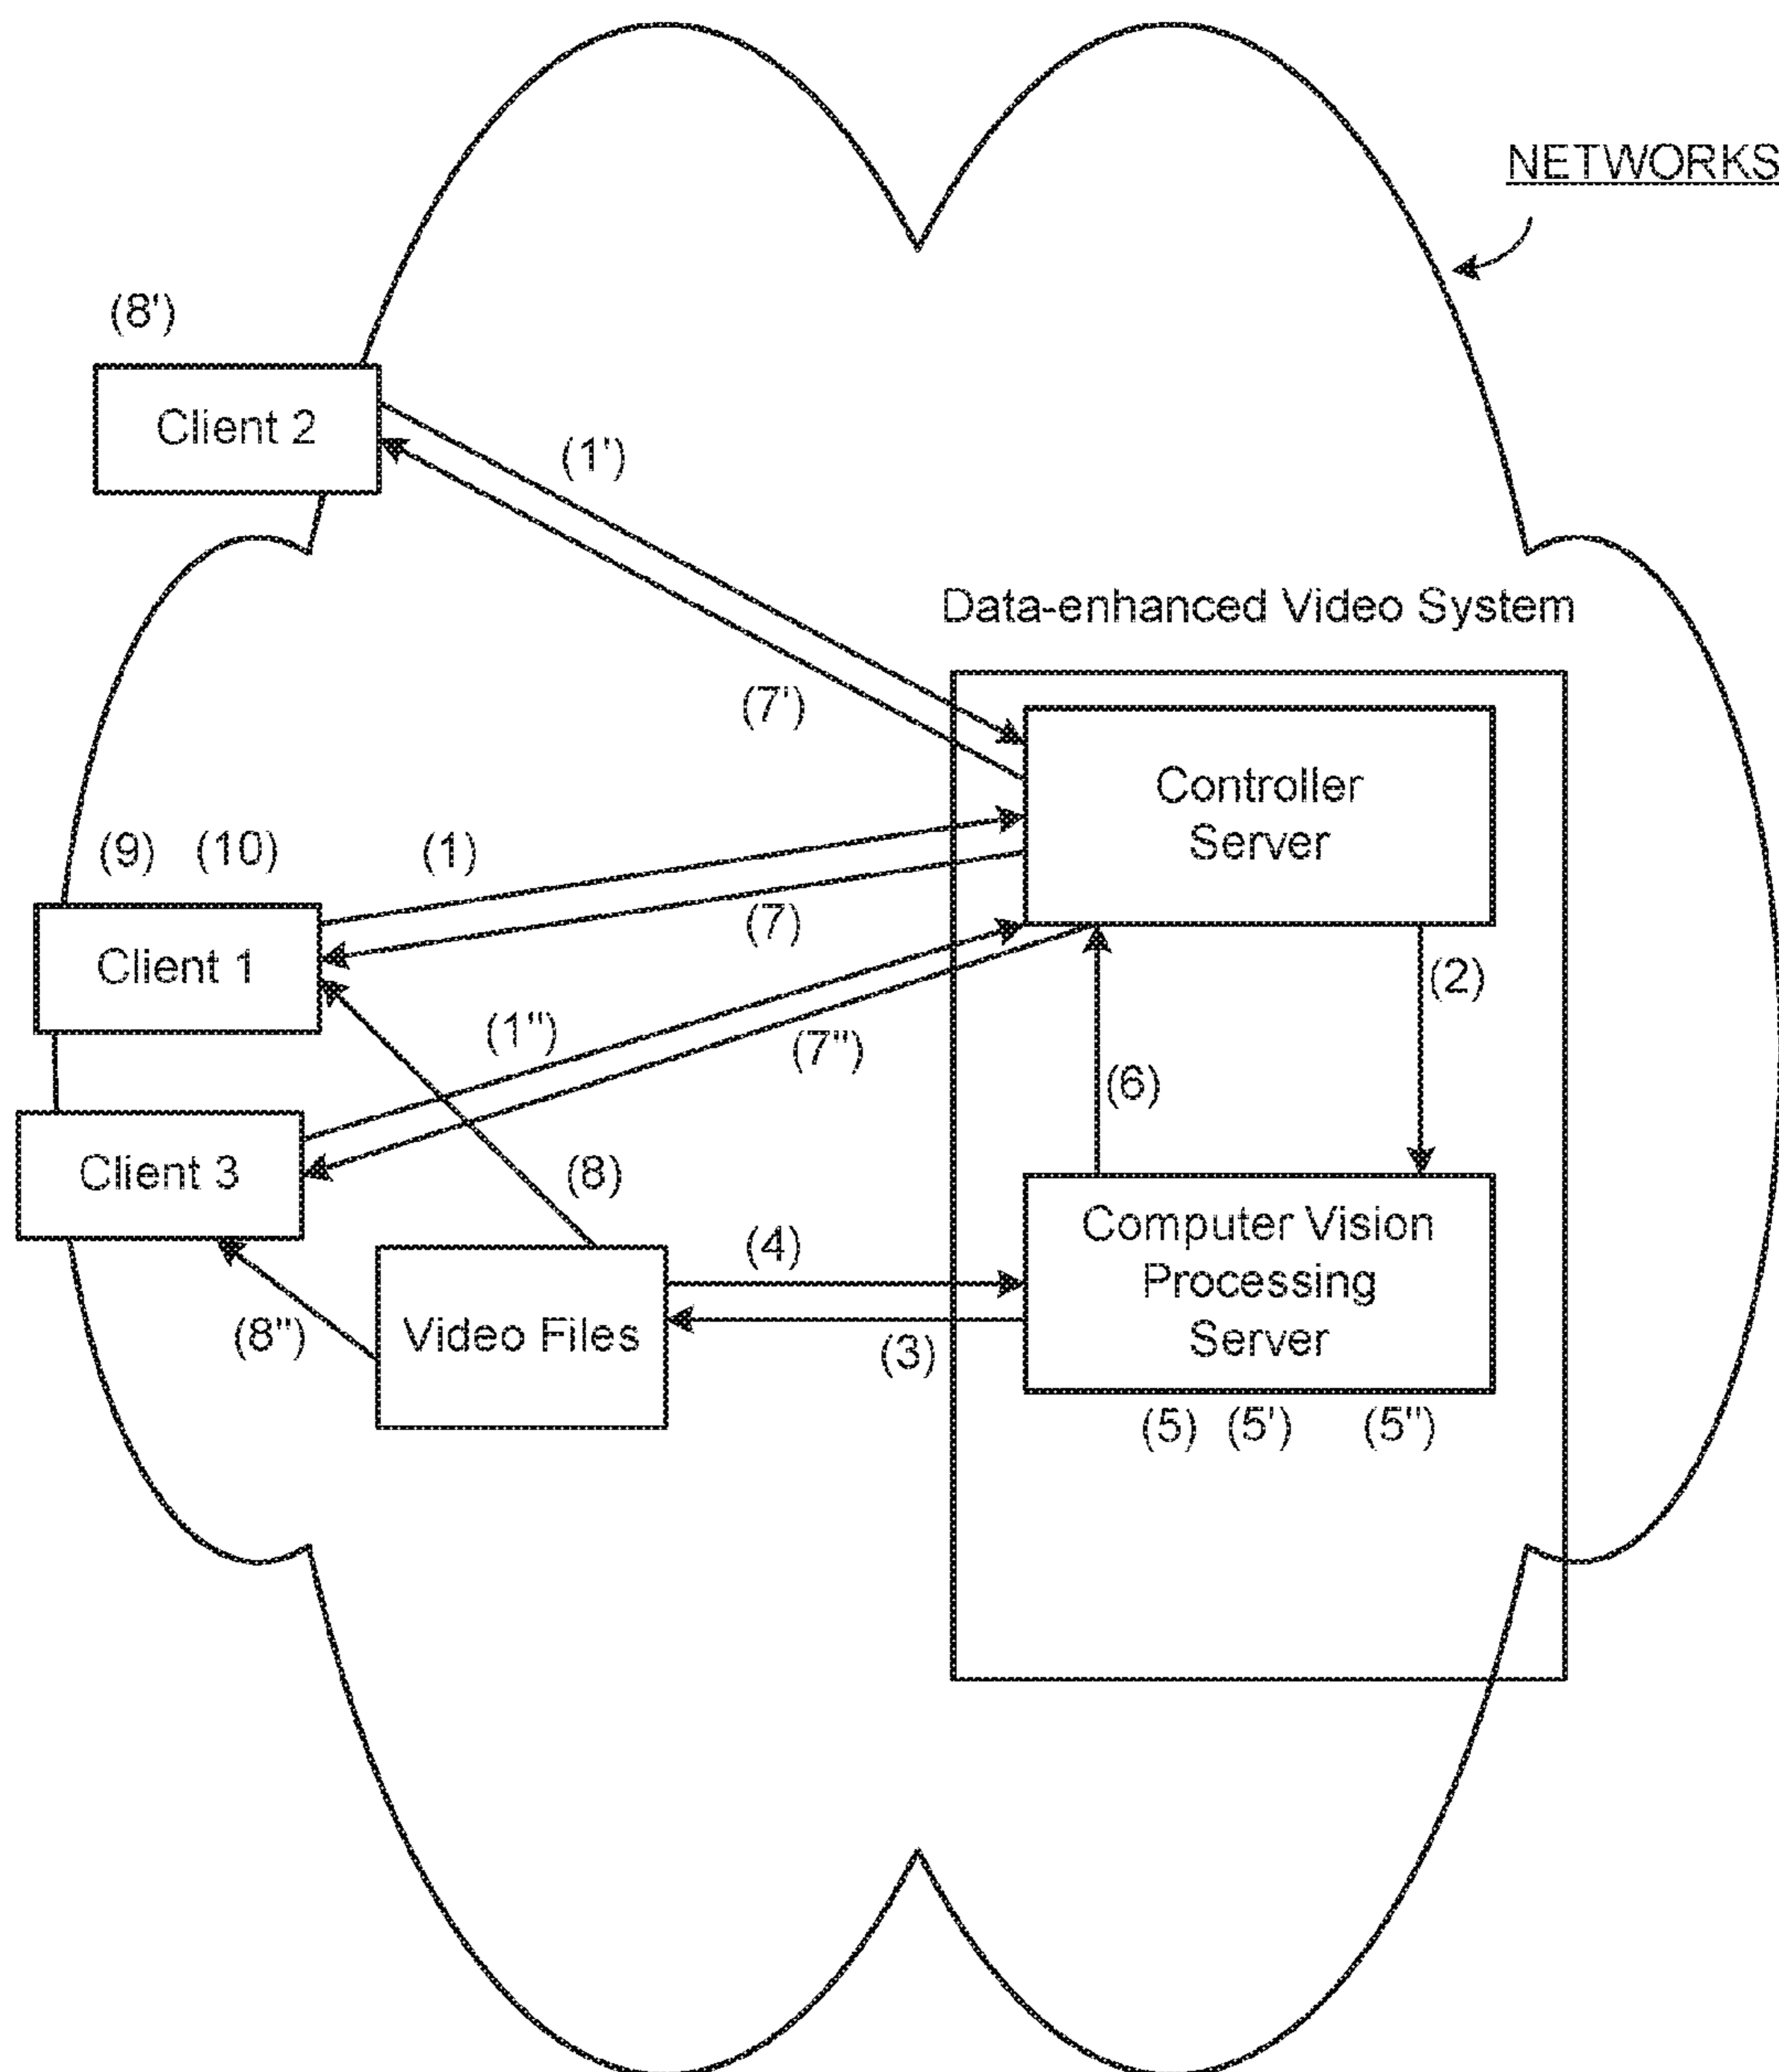 NETWORKS
(8')
Client 2
(1')
Data-enhanced Video System
(7')
Controller
Server
(9) (10) (1)
(7)
Client 1
(2)
(1")
(7")
(6)
Client 3
(8)
Computer Vision
Processing
Server
(4)
(8")
Video Files
(3)
(5) (5') (5")